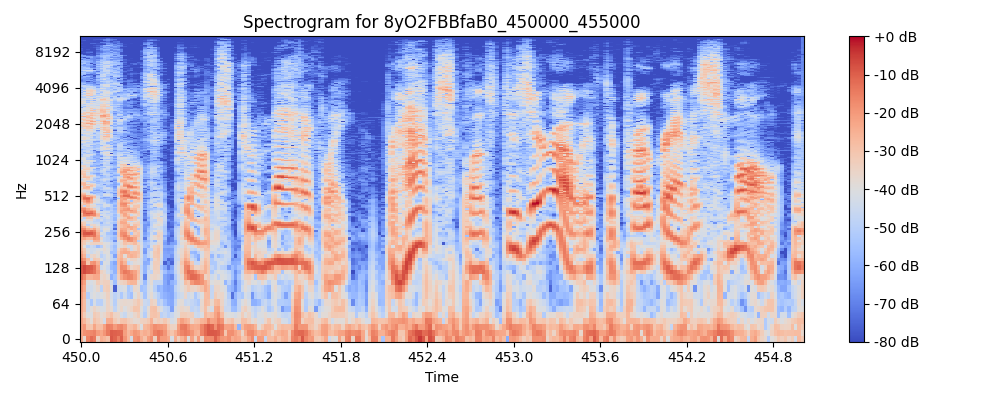 Spectrogram for 8yO2FBBfaB0_450000_455000
Hz
8192
4096
2048
1024
512
256
128
64
0
450.0 450.6 451.2 451.8 452.4 453.0 453.6 454.2 454.8
Time
+0 dB
-10 dB
-20 dB
-30 dB
-40 dB
-50 dB
-60 dB
-70 dB
-80 dB